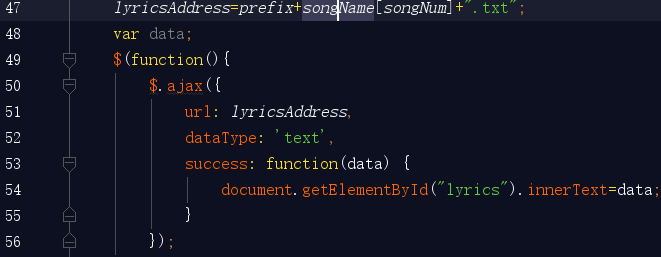 47 lyricsAddress=prefix+songName[songNum]+".txt";
48 var data;
49 $(function(){
50 $.ajax({
51 url: lyricsAddress,
52 dataType: 'text',
53 success: function(data) {
54 document.getElementById("lyrics").innerText=data;
55 }
56 });